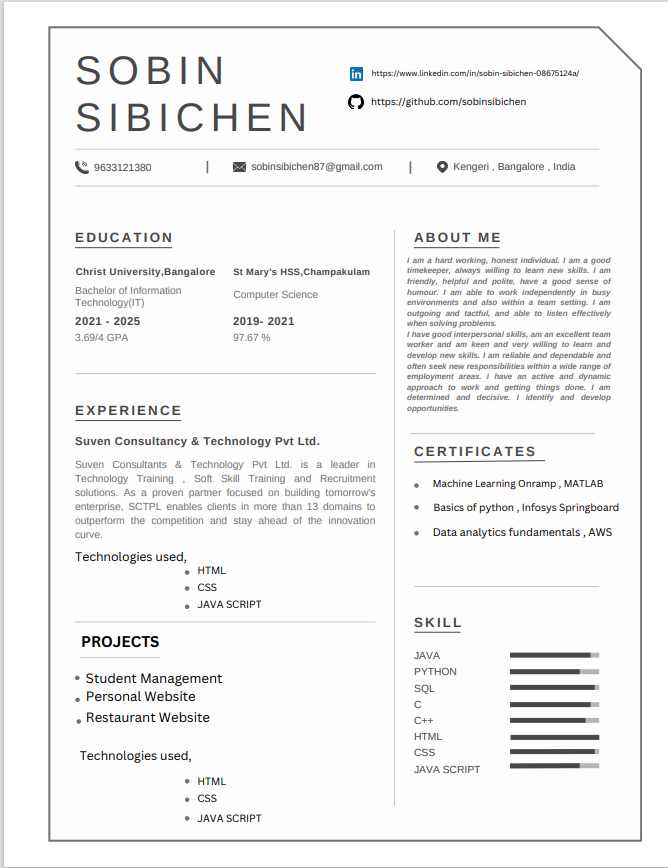 SOBIN
SIBICHEN
https://www.linkedin.com/in/sobin-sibichen-08675124a/
https://github.com/sobinsibichen
9633121380 | sobinsibichen87@gmail.com | Kengeri , Bangalore , India
EDUCATION
Christ University,Bangalore
Bachelor of Information
Technology(IT)
2021 - 2025
3.69/4 GPA
St Mary's HSS,Champakulam
Computer Science
2019- 2021
97.67 %
EXPERIENCE
Suven Consultancy & Technology Pvt Ltd.
Suven Consultants & Technology Pvt Ltd. is a leader in
Technology Training , Soft Skill Training and Recruitment
solutions. As a proven partner focused on building tomorrow's
enterprise, SCTPL enables clients in more than 13 domains to
outperform the competition and stay ahead of the innovation
curve.
Technologies used,
HTML
CSS
JAVA SCRIPT
PROJECTS
Student Management
Personal Website
Restaurant Website
Technologies used,
HTML
CSS
JAVA SCRIPT
ABOUT ME
I am a hard working, honest individual. I am a good
timekeeper, always willing to learn new skills. I am
friendly, helpful and polite, have a good sense of
humour. I am able to work independently in busy
environments and also within a team setting. I am
outgoing and tactful, and able to listen effectively
when solving problems.
I have good interpersonal skills, am an excellent team
worker and am keen and very willing to learn and
develop new skills. I am reliable and dependable and
often seek new responsibilities within a wide range of
employment areas. I have an active and dynamic
approach to work and getting things done. I am
determined and decisive. I identify and develop
opportunities.
CERTIFICATES
Machine Learning Onramp , MATLAB
Basics of python , Infosys Springboard
Data analytics fundamentals , AWS
SKILL
JAVA
PYTHON
SQL
C
C++
HTML
CSS
JAVA SCRIPT